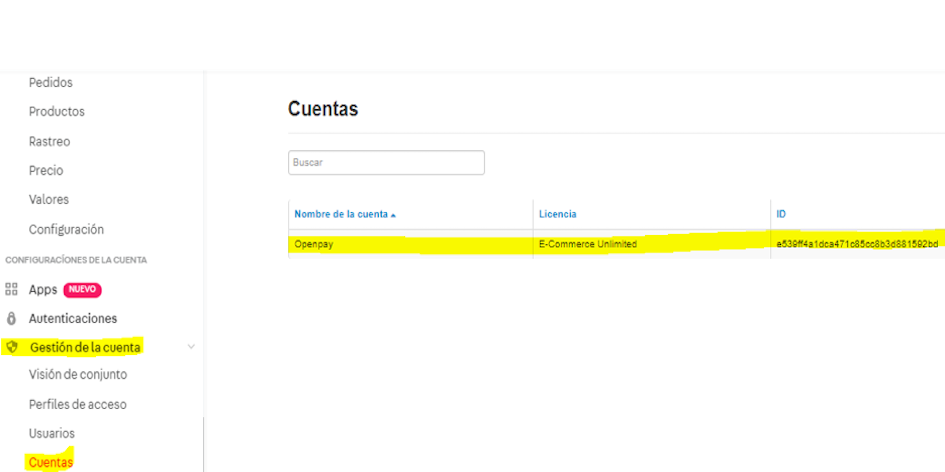 Pedidos
Productos
Rastreo
Precio
Valores
Configuración
CONFIGURACÍONES DE LA CUENTA
Apps NUEVO
Autenticaciones
Gestión de la cuenta
Visión de conjunto
Perfiles de acceso
Usuarios
Cuentas
Cuentas
Buscar
Nombre de la cuenta Licencia ID
Openpay E-Commerce Unlimited e539ff4a1dca471c85cc8b3d881592bd